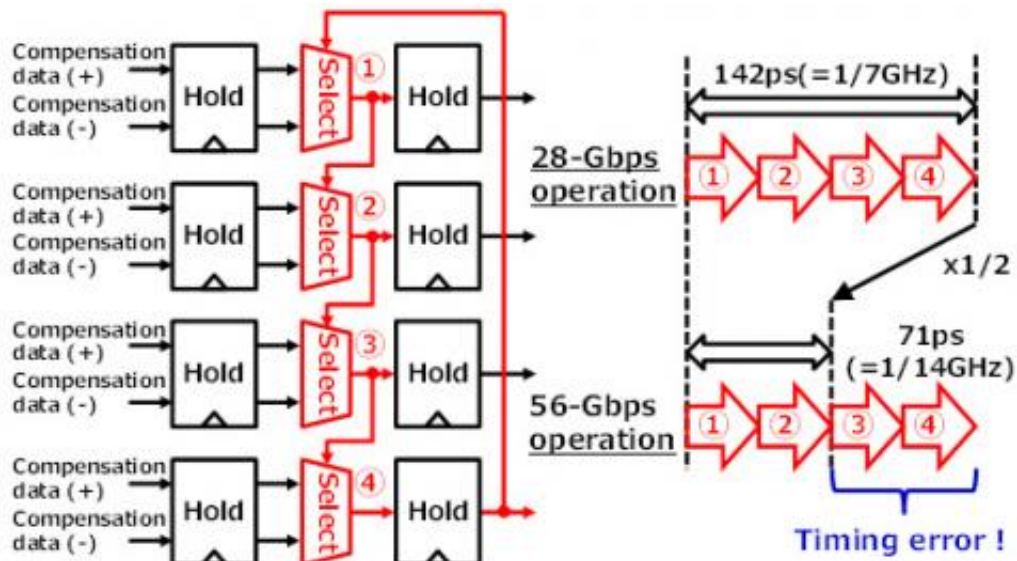 Compensation
data (+)
Compensation
data (-)
Hold
Select
①
Hold
Compensation
data (+)
Compensation
data (-)
Hold
Select
②
Hold
Compensation
data (+)
Compensation
data (-)
Hold
Select
③
Hold
Compensation
data (+)
Compensation
data (-)
Hold
Select
④
Hold
142ps(=1/7GHz)
28-Gbps
operation
① ② ③ ④
x1/2
71ps
(=1/14GHz)
56-Gbps
operation
① ② ③ ④
Timing error !